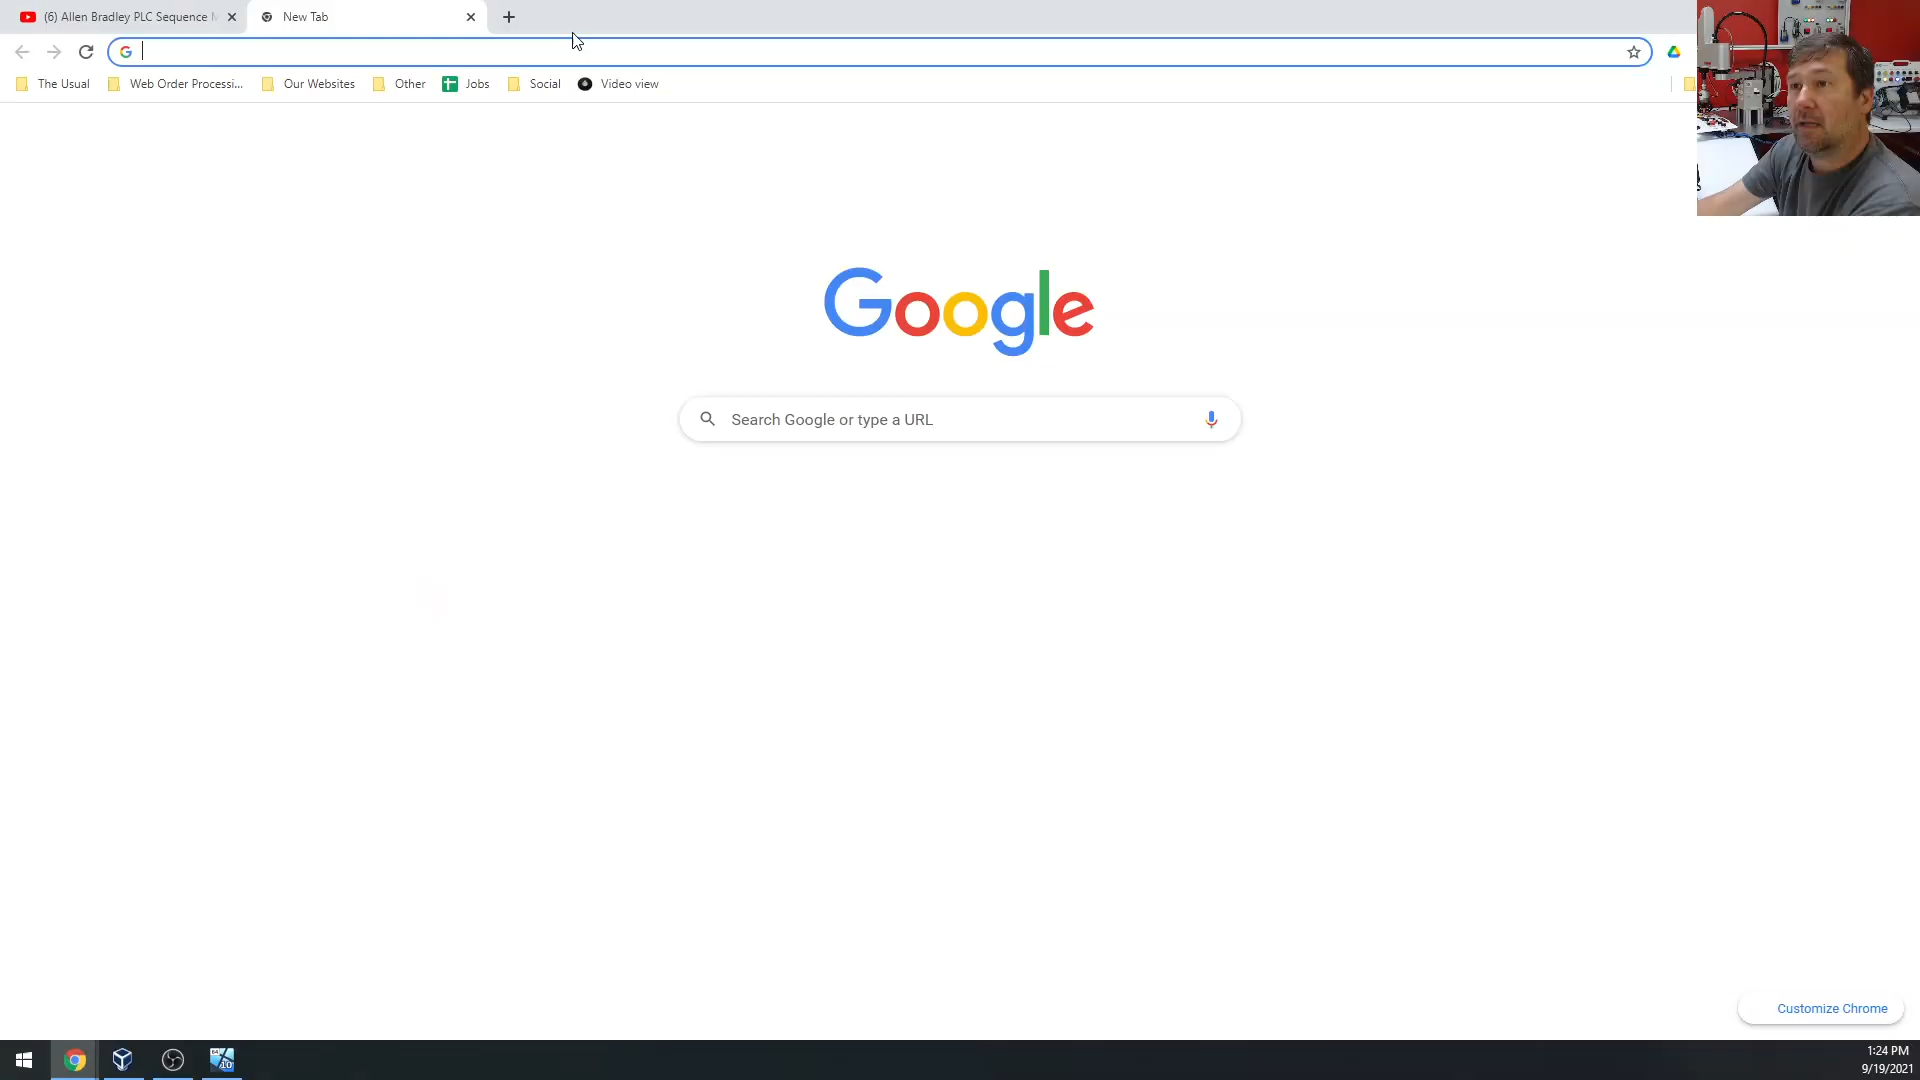 (6) Allen Bradley PLC Sequence
New Tab
The Usual
Web Order Processi...
Our Websites
Other
Jobs
Social
Video view
Google
Search Google or type a URL
Customize Chrome
1:24 PM
9/19/2021